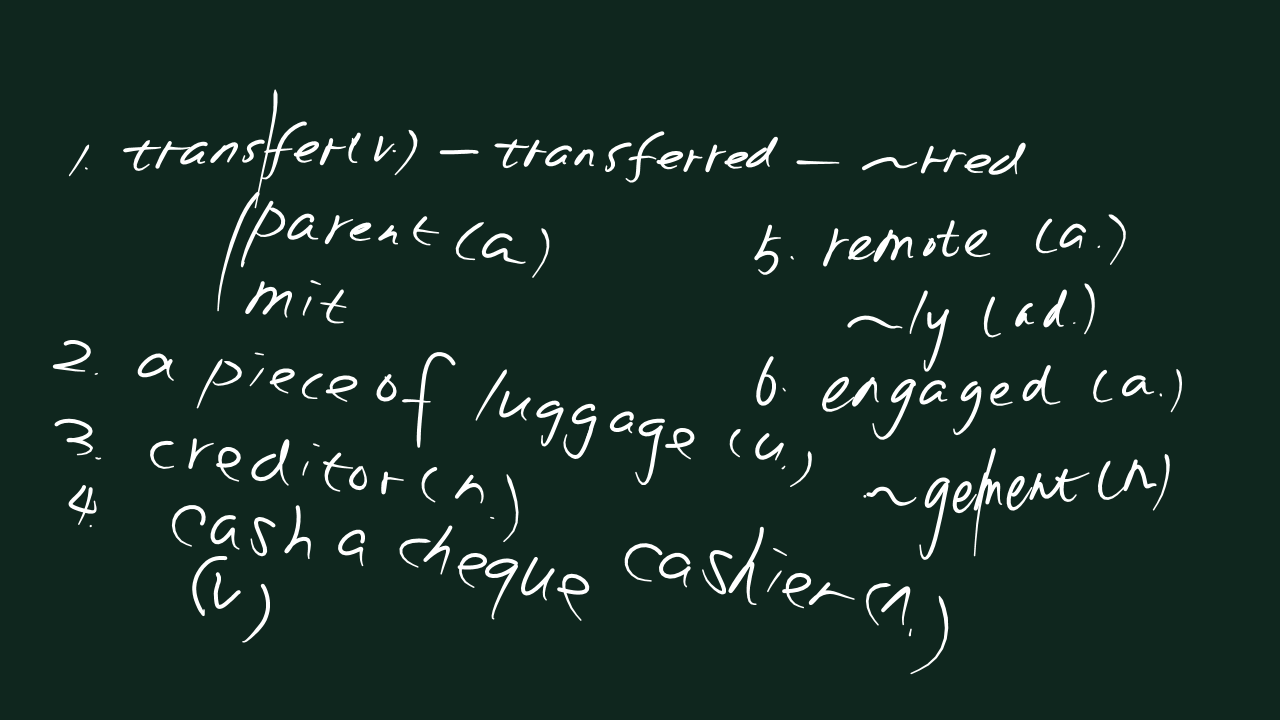 1. transfer(v.) – transferred – ~rred
parent (a)
mit
2. a piece of luggage (u.)
3. creditor (n.)
4. cash a cheque cashier (n.)
(v)
5. remote (a.)
~ly (ad.)
6. engaged (a.)
~gement (n)